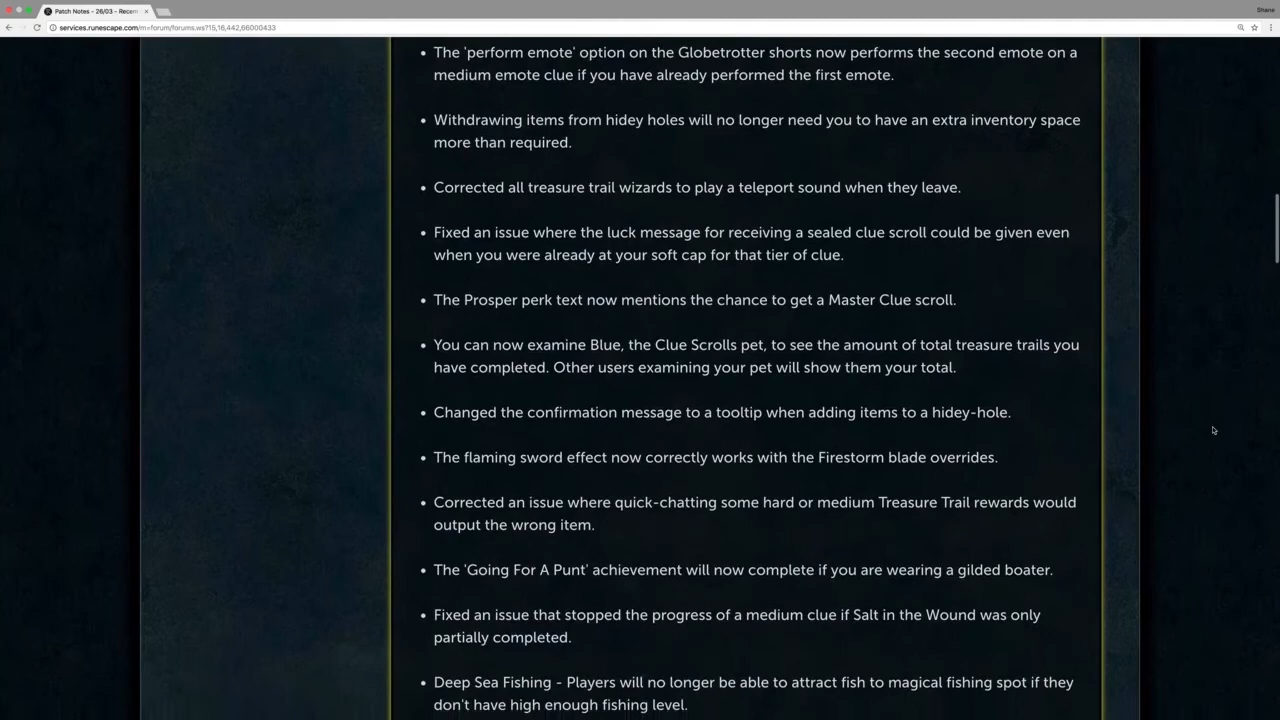 Patch Notes - 26/03 - Recen
Shane
services.runescape.com/m=forum/forums.ws?15,16,442,66000433
• The 'perform emote' option on the Globetrotter shorts now performs the second emote on a
medium emote clue if you have already performed the first emote.
• Withdrawing items from hidey holes will no longer need you to have an extra inventory space
more than required.
• Corrected all treasure trail wizards to play a teleport sound when they leave.
• Fixed an issue where the luck message for receiving a sealed clue scroll could be given even
when you were already at your soft cap for that tier of clue.
• The Prosper perk text now mentions the chance to get a Master Clue scroll.
• You can now examine Blue, the Clue Scrolls pet, to see the amount of total treasure trails you
have completed. Other users examining your pet will show them your total.
• Changed the confirmation message to a tooltip when adding items to a hidey-hole.
• The flaming sword effect now correctly works with the Firestorm blade overrides.
• Corrected an issue where quick-chatting some hard or medium Treasure Trail rewards would
output the wrong item.
• The 'Going For A Punt' achievement will now complete if you are wearing a gilded boater.
• Fixed an issue that stopped the progress of a medium clue if Salt in the Wound was only
partially completed.
• Deep Sea Fishing - Players will no longer be able to attract fish to magical fishing spot if they
don't have high enough fishing level.